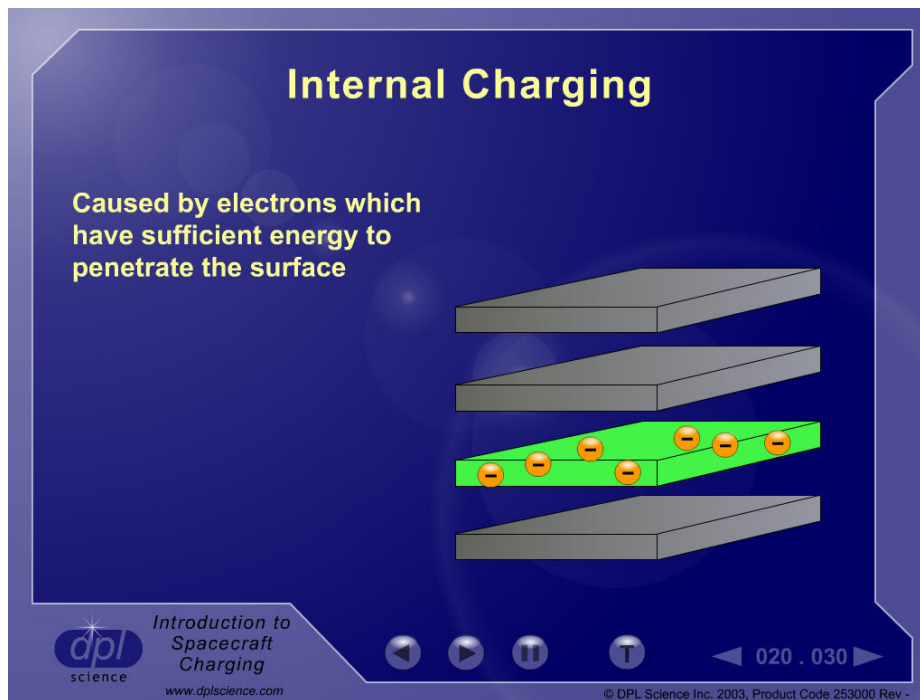 Internal Charging
Caused by electrons which
have sufficient energy to
penetrate the surface
dpl
science
Introduction to
Spacecraft
Charging
www.dplscience.com
T
020 . 030
© DPL Science Inc. 2003, Product Code 253000 Rev -